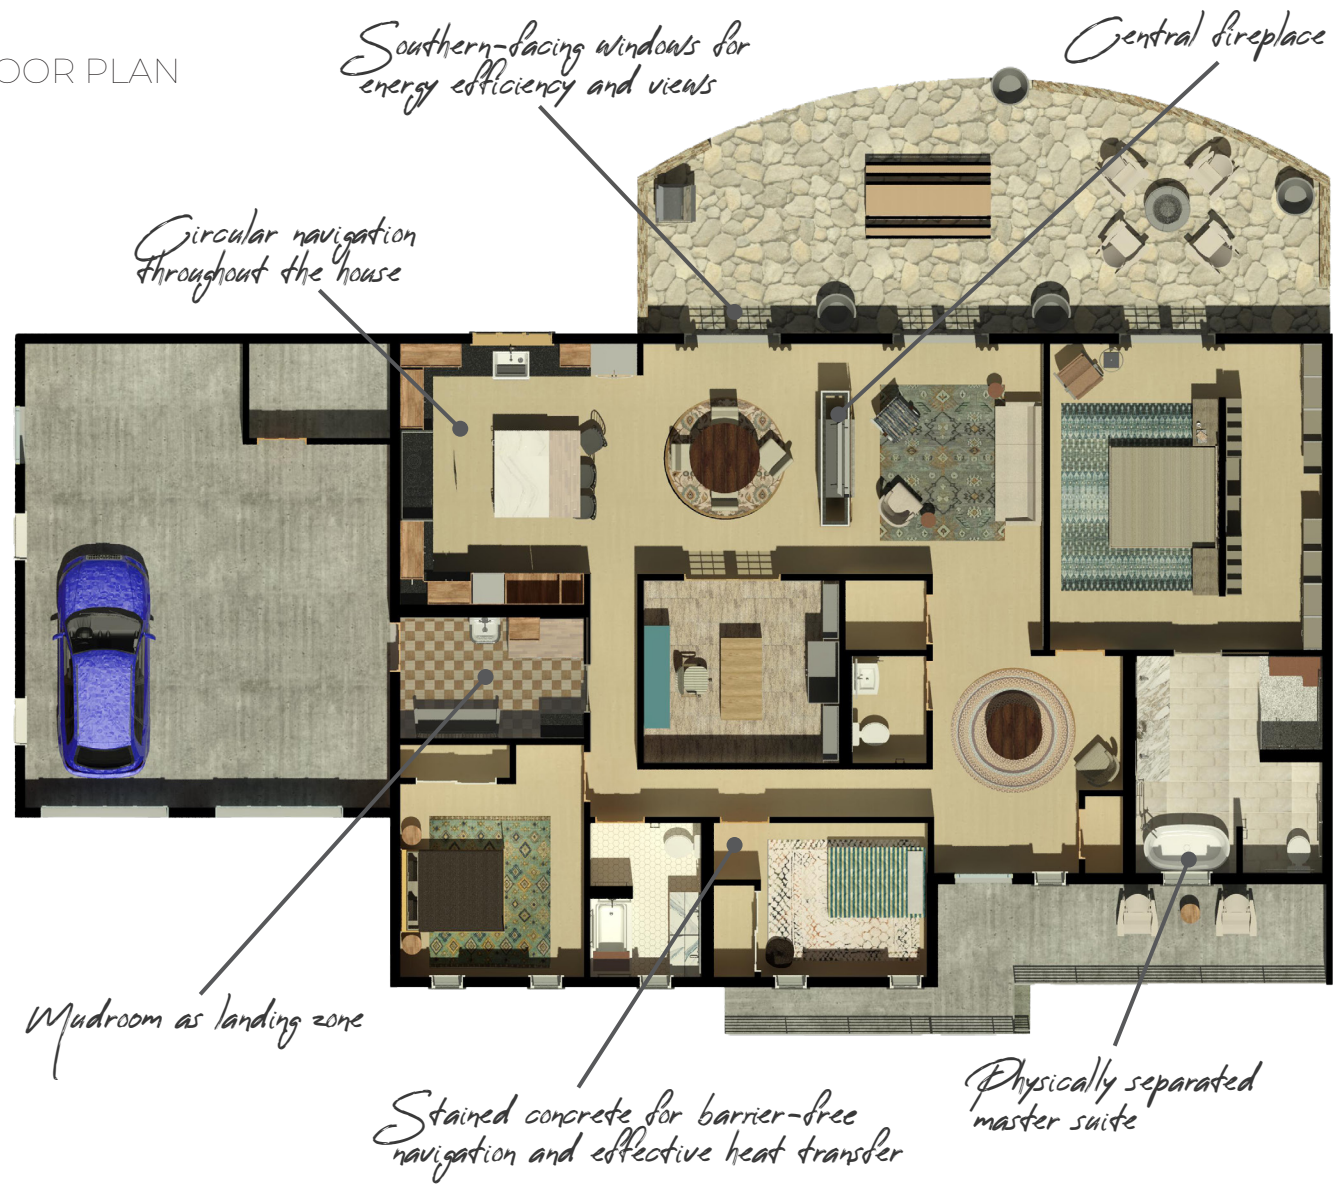 OOR PLAN
Southern-facing windows for
energy efficiency and views
Central fireplace
Circular navigation
throughout the house
Mudroom as landing zone
Stained concrete for barrier-free
navigation and effective heat transfer
Physically separated
master suite